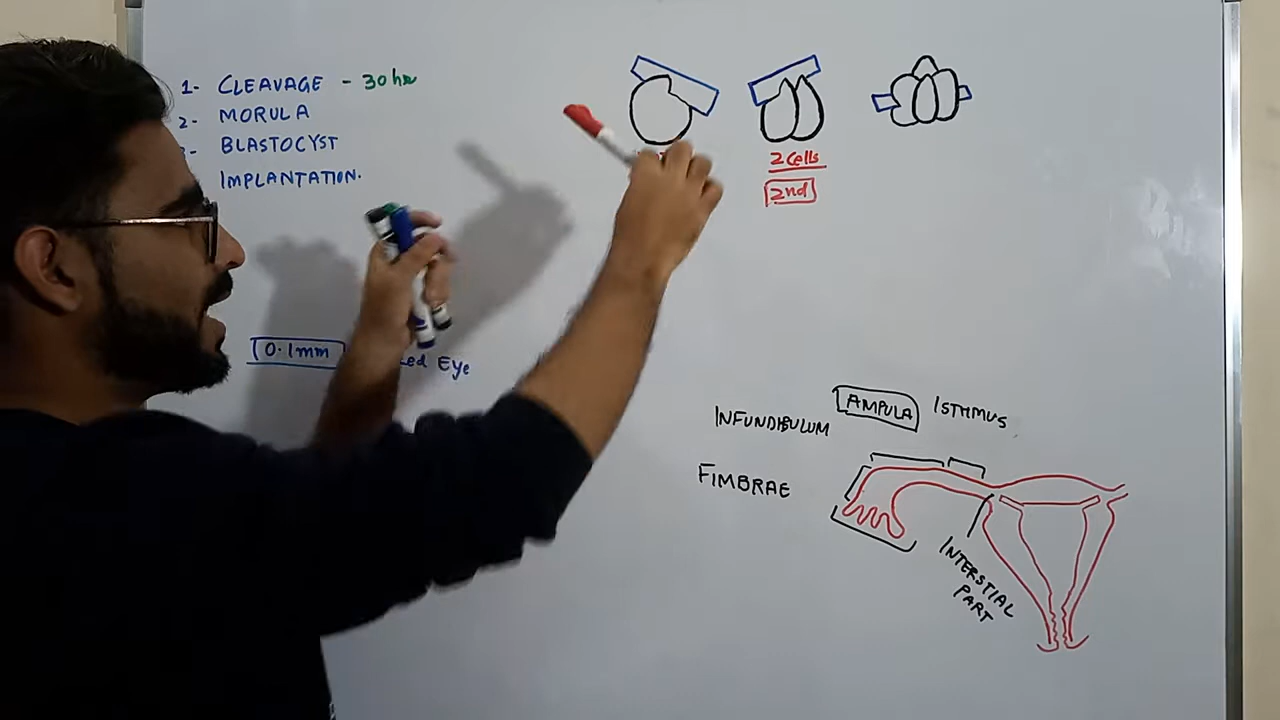 1- CLEAVAGE - 30 hr
2- MORULA
- BLASTOCYST
IMPLANTATION.
2 Cells
2nd
0.1mm
Eye
INFUNDIBULUM
AMPULA
ISTHMUS
FIMBRAE
INTERSTIAL
PART